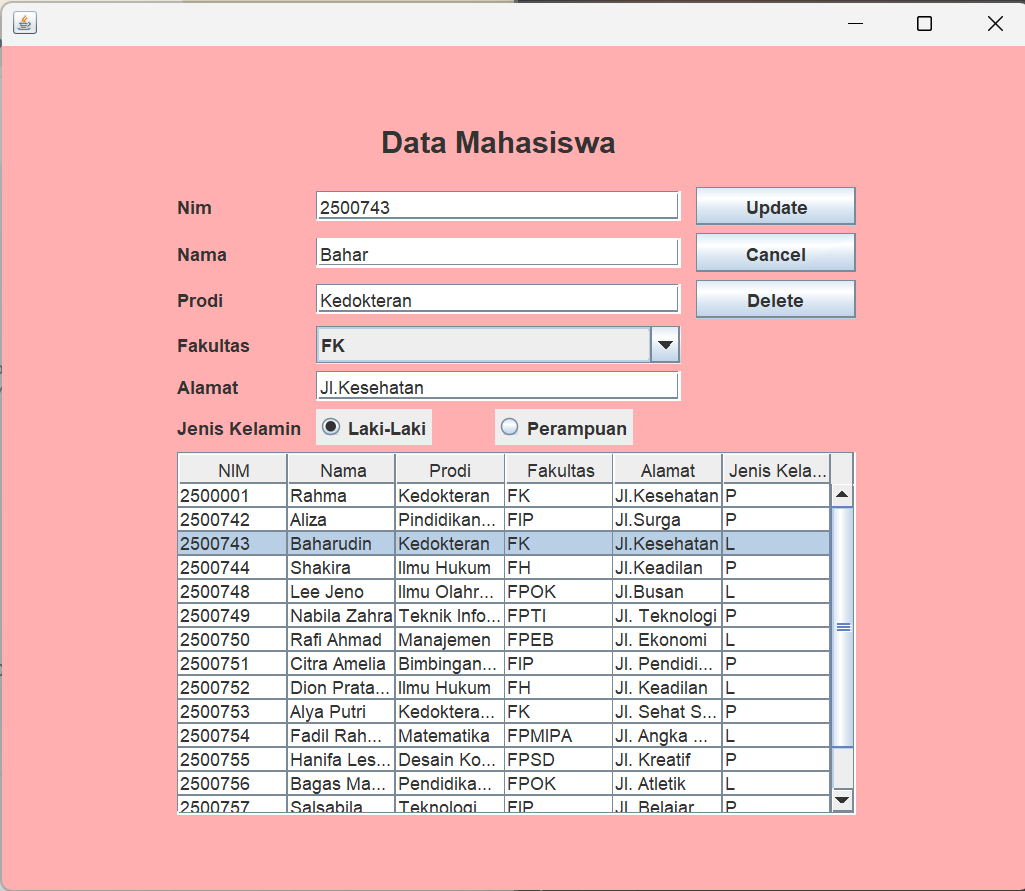 Data Mahasiswa
Nim 2500743 Update
Nama Bahar Cancel
Prodi Kedokteran Delete
Fakultas FK
Alamat Jl.Kesehatan
Jenis Kelamin Laki-Laki Perampuan
NIM Nama Prodi Fakultas Alamat Jenis Kela...
2500001 Rahma Kedokteran FK Jl.Kesehatan P
2500742 Aliza Pindidikan... FIP Jl.Surga P
2500743 Baharudin Kedokteran FK Jl.Kesehatan L
2500744 Shakira Ilmu Hukum FH Jl.Keadilan P
2500748 Lee Jeno Ilmu Olahr... FPOK Jl.Busan L
2500749 Nabila Zahra Teknik Info... FPTI Jl. Teknologi P
2500750 Rafi Ahmad Manajemen FPEB Jl. Ekonomi L
2500751 Citra Amelia Bimbingan... FIP Jl. Pendidi... P
2500752 Dion Prata... Ilmu Hukum FH Jl. Keadilan L
2500753 Alya Putri Kedoktera... FK Jl. Sehat S... P
2500754 Fadil Rah... Matematika FPMIPA Jl. Angka ... L
2500755 Hanifa Les... Desain Ko... FPSD Jl. Kreatif P
2500756 Bagas Ma... Pendidika... FPOK Jl. Atletik L
2500757 Salsabila Teknologi FIP Jl. Belajar P